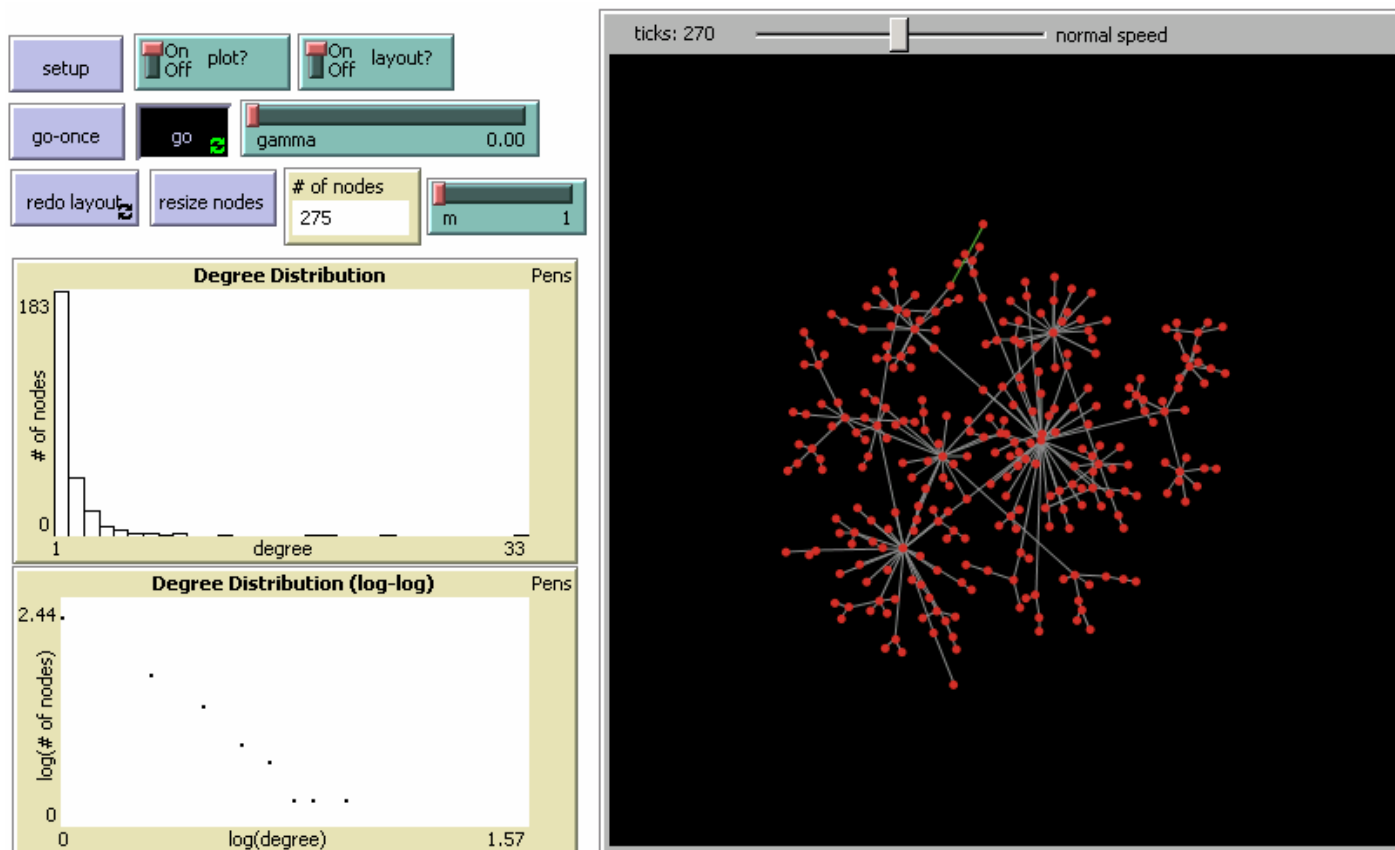 ticks: 270 normal speed
setup
On
Off
plot?
On
Off
layout?
go-once
go
gamma 0.00
redo layout
resize nodes
# of nodes
275
m 1
Degree Distribution
Pens
183
# of nodes
0
1 degree 33
Degree Distribution (log-log)
Pens
2.44
log(# of nodes)
0
0 log(degree) 1.57